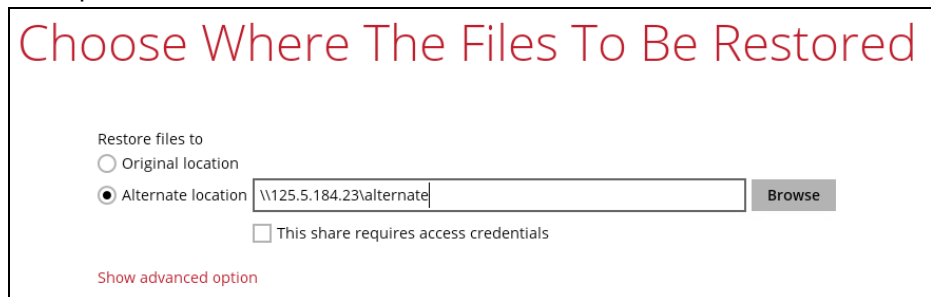 Choose Where The Files To Be Restored
Restore files to
Original location
Alternate location \\125.5.184.23\alternate Browse
This share requires access credentials
Show advanced option